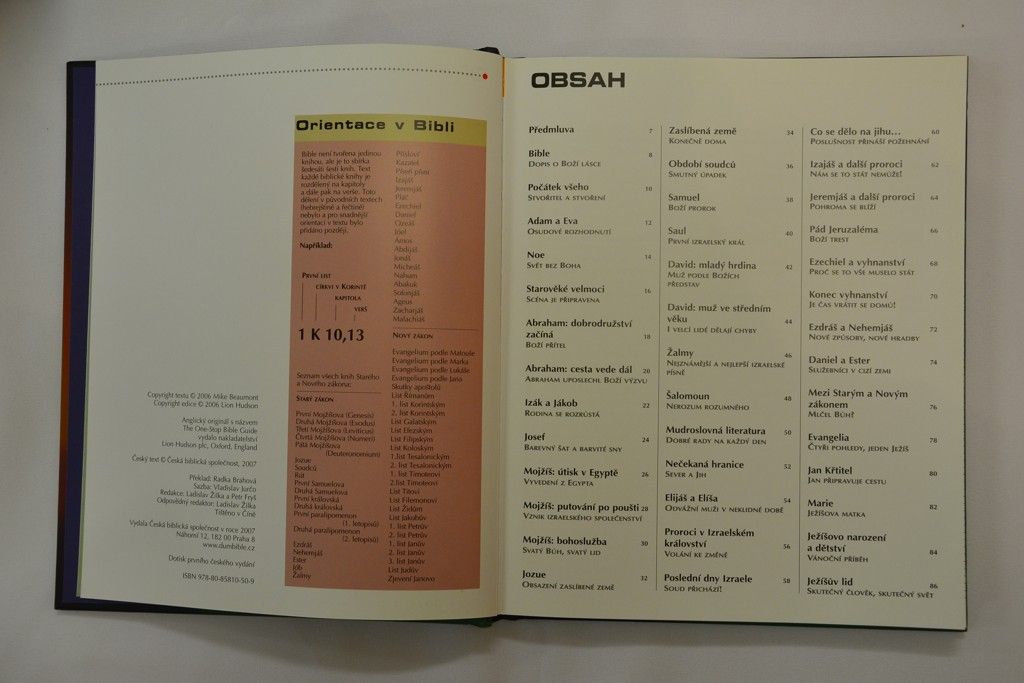 Orientace v Bibli
Bible není tvořena jedinou
knihou, ale je to sbírka
šedesáti šesti knih. Text
každé biblické knihy je
rozdělený na kapitoly
a dále pak na verše. Toto
dělení v původních textech
(hebrejštině a řečtině)
nebylo a pro snadnější
orientaci v textu bylo
přidáno později.
Například:
První list
církvi v Korintě
kapitola
verš
1 K 10,13
Seznam všech knih Starého
a Nového zákona:
Starý zákon
První Mojžíšova (Genesis)
Druhá Mojžíšova (Exodus)
Třetí Mojžíšova (Leviticus)
Čtvrtá Mojžíšova (Numeri)
Pátá Mojžíšova
(Deuteronomium)
Jozue
Soudců
Rút
První Samuelova
Druhá Samuelova
První královská
Druhá královská
První paralipomenon
(1. letopisů)
Druhá paralipomenon
(2. letopisů)
Ezdráš
Nehemjáš
Ester
Jób
Žalmy
Přísloví
Kazatel
Píseň písní
Izajáš
Jeremjáš
Pláč
Ezechiel
Daniel
Ozeáš
Jóel
Ámos
Abdijáš
Jonáš
Micheáš
Nahum
Abakuk
Sofonjáš
Ageus
Zacharjáš
Malachiáš
Nový zákon
Evangelium podle Matouše
Evangelium podle Marka
Evangelium podle Lukáše
Evangelium podle Jana
Skutky apoštolů
List Římanům
1. list Korintským
2. list Korintským
List Galatským
List Efezským
List Filipským
List Koloským
1.list Tesalonickým
2. list Tesalonickým
1. list Timoteovi
2.list Timoteovi
List Titovi
List Filemonovi
List Židům
List Jakubův
1. list Petrův
2. list Petrův
1. list Janův
2. list Janův
3. list Janův
List Judův
Zjevení Janovo
Copyright textu © 2006 Mike Beaumont
Copyright edice © 2006 Lion Hudson
Anglický originál s názvem
The One-Stop Bible Guide
vydalo nakladatelství
Lion Hudson plc, Oxford, England
Český text © Česká biblická společnost, 2007
Překlad: Radka Brahová
Sazba: Vladislav Jurčo
Redakce: Ladislav Žilka a Petr Fryš
Odpovědný redaktor: Ladislav Žilka
Tištěno v Číně
Vydala Česká biblická společnost v roce 2007
Náhorní 12, 182 00 Praha 8
www.dumbible.cz
Dotisk prvního českého vydání
ISBN 978-80-85810-50-9
OBSAH
Předmluva 7
Bible 8
Dopis o Boží lásce
Počátek všeho 10
Stvořitel a stvoření
Adam a Eva 12
Osudové rozhodnutí
Noe 14
Svět bez Boha
Starověké velmoci 16
Scéna je připravena
Abraham: dobrodružství
začíná 18
Boží přítel
Abraham: cesta vede dál 20
Abraham uposlechl Boží výzvu
Izák a Jákob 22
Rodina se rozrůstá
Josef 24
Barevný šat a barvité sny
Mojžíš: útisk v Egyptě 26
Vyvedení z Egypta
Mojžíš: putování po poušti 28
Vznik izraelského společenství
Mojžíš: bohoslužba 30
Svatý Bůh, svatý lid
Jozue 32
Obsazení zaslíbené země
Zaslíbená země 34
Konečně doma
Období soudců 36
Smutný úpadek
Samuel 38
Boží prorok
Saul 40
První izraelský král
David: mladý hrdina 42
Muž podle Božích
představ
David: muž ve středním
věku 44
I velcí lidé dělají chyby
Žalmy 46
Nejznámější a nejlepší izraelské
písně
Šalomoun 48
Nerozum rozumného
Mudroslovná literatura 50
Dobré rady na každý den
Nečekaná hranice 52
Sever a Jih
Elijáš a Elíša 54
Odvážní muži v neklidné době
Proroci v Izraelském
království 56
Volání ke změně
Poslední dny Izraele 58
Soud přichází!
Co se dělo na jihu... 60
Poslušnost přináší požehnání
Izajáš a další proroci 62
Nám se to stát nemůže!
Jeremjáš a další proroci 64
Pohroma se blíží
Pád Jeruzaléma 66
Boží trest
Ezechiel a vyhnanství 68
Proč se to vše muselo stát
Konec vyhnanství 70
Je čas vrátit se domů!
Ezdráš a Nehemjáš 72
Nové způsoby, nové hradby
Daniel a Ester 74
Služebníci v cizí zemi
Mezi Starým a Novým
zákonem 76
Mlčel Bůh?
Evangelia 78
Čtyři pohledy, jeden Ježíš
Jan Křtitel 80
Jan připravuje cestu
Marie 82
Ježíšova matka
Ježíšovo narození
a dětství 84
Vánoční příběh
Ježíšův lid 86
Skutečný člověk, skutečný svět